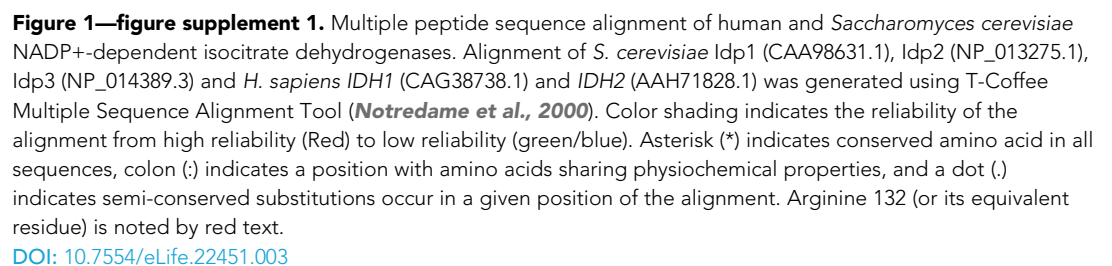 Figure 1—figure supplement 1. Multiple peptide sequence alignment of human and Saccharomyces cerevisiae
NADP+-dependent isocitrate dehydrogenases. Alignment of S. cerevisiae Idp1 (CAA98631.1), Idp2 (NP_013275.1),
Idp3 (NP_014389.3) and H. sapiens IDH1 (CAG38738.1) and IDH2 (AAH71828.1) was generated using T-Coffee
Multiple Sequence Alignment Tool (Notredame et al., 2000). Color shading indicates the reliability of the
alignment from high reliability (Red) to low reliability (green/blue). Asterisk (*) indicates conserved amino acid in all
sequences, colon (:) indicates a position with amino acids sharing physiochemical properties, and a dot (.)
indicates semi-conserved substitutions occur in a given position of the alignment. Arginine 132 (or its equivalent
residue) is noted by red text.
DOI: 10.7554/eLife.22451.003